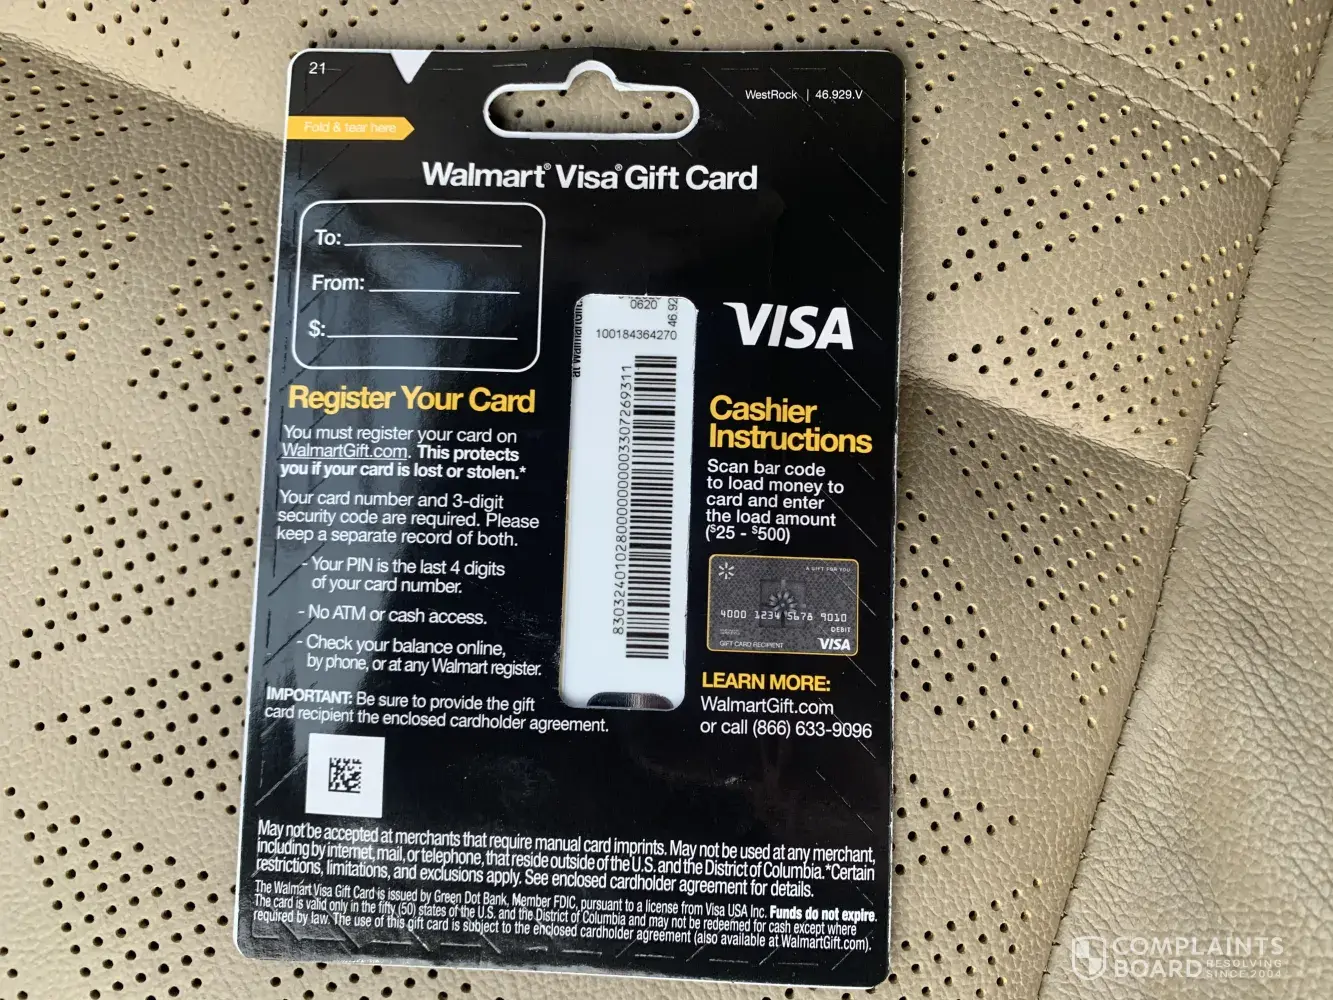 21
WestRock | 46.929.V
Fold & tear here
Walmart® Visa® Gift Card
To:
From:
$:
0620
46.92
100184364270
at WalmartGift.
83032401028000000000003307269311
VISA
Register Your Card
You must register your card on
WalmartGift.com. This protects
you if your card is lost or stolen.*
Your card number and 3-digit
security code are required. Please
keep a separate record of both.
- Your PIN is the last 4 digits
of your card number.
- No ATM or cash access.
- Check your balance online,
by phone, or at any Walmart register.
IMPORTANT: Be sure to provide the gift
card recipient the enclosed cardholder agreement.
Cashier
Instructions
Scan bar code
to load money to
card and enter
the load amount
($25 - $500)
A GIFT FOR YOU
4000 1234 5678 9010
DEBIT
GIFT CARD RECIPIENT
VISA
LEARN MORE:
WalmartGift.com
or call (866) 633-9096
May not be accepted at merchants that require manual card imprints. May not be used at any merchant,
including by internet, mail, or telephone, that reside outside of the U.S. and the District of Columbia. *Certain
restrictions, limitations, and exclusions apply. See enclosed cardholder agreement for details.
The Walmart Visa Gift Card is issued by Green Dot Bank, Member FDIC, pursuant to a license from Visa USA Inc. Funds do not expire.
The card is valid only in the fifty (50) states of the U.S. and the District of Columbia and may not be redeemed for cash except where
required by law. The use of this gift card is subject to the enclosed cardholder agreement (also available at WalmartGift.com).
COMPLAINTS
BOARD RESOLVING
SINCE 2004